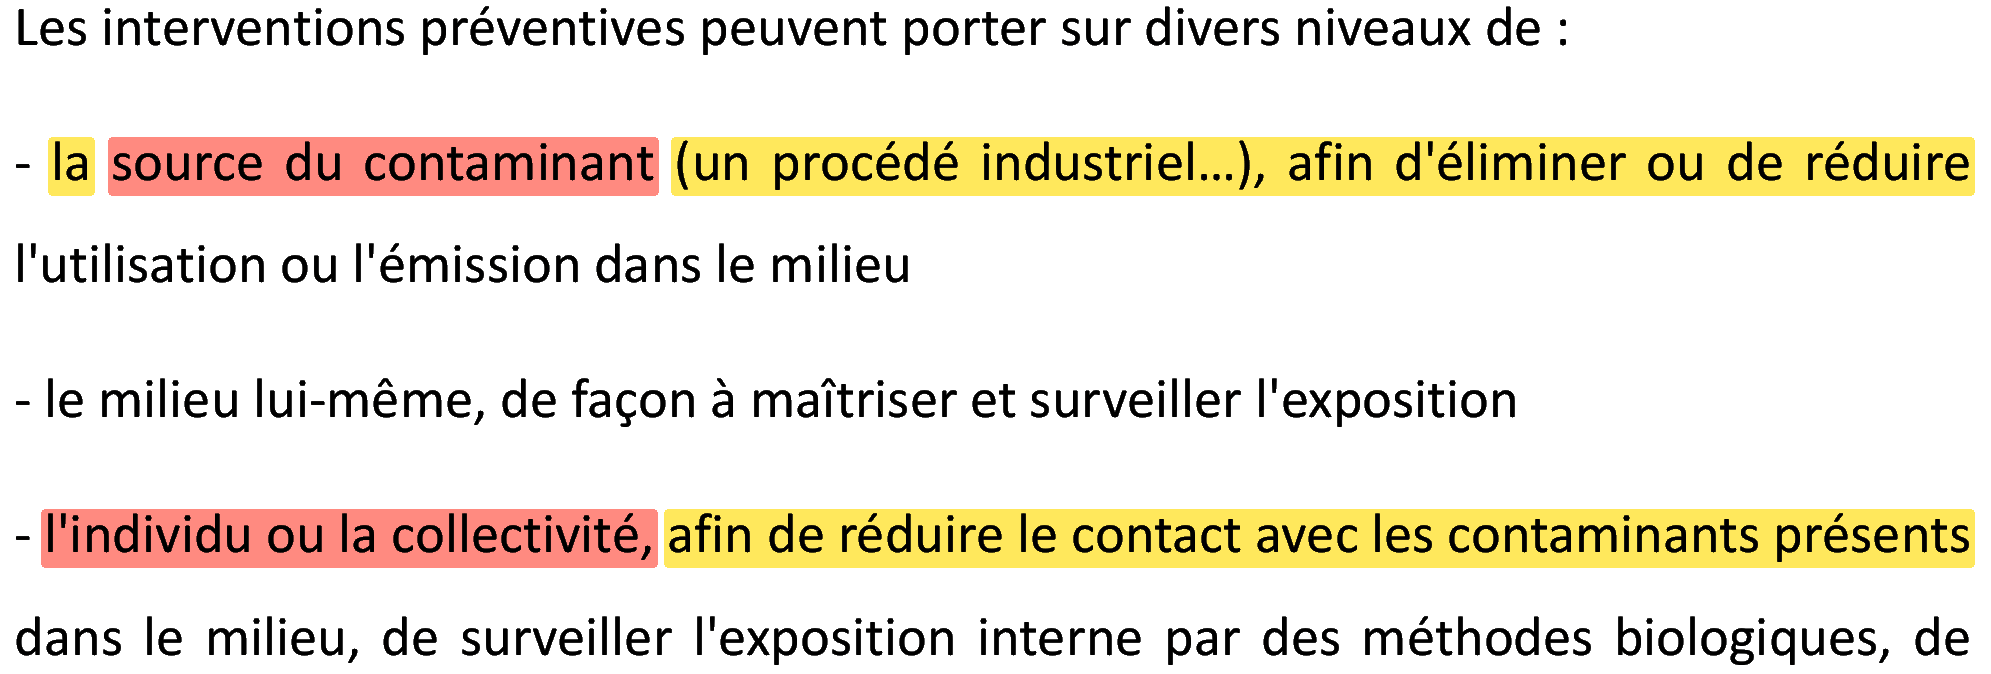 Les interventions préventives peuvent porter sur divers niveaux de :
- la source du contaminant (un procédé industriel…), afin d'éliminer ou de réduire
l'utilisation ou l'émission dans le milieu
- le milieu lui-même, de façon à maîtriser et surveiller l'exposition
- l'individu ou la collectivité, afin de réduire le contact avec les contaminants présents
dans le milieu, de surveiller l'exposition interne par des méthodes biologiques, de